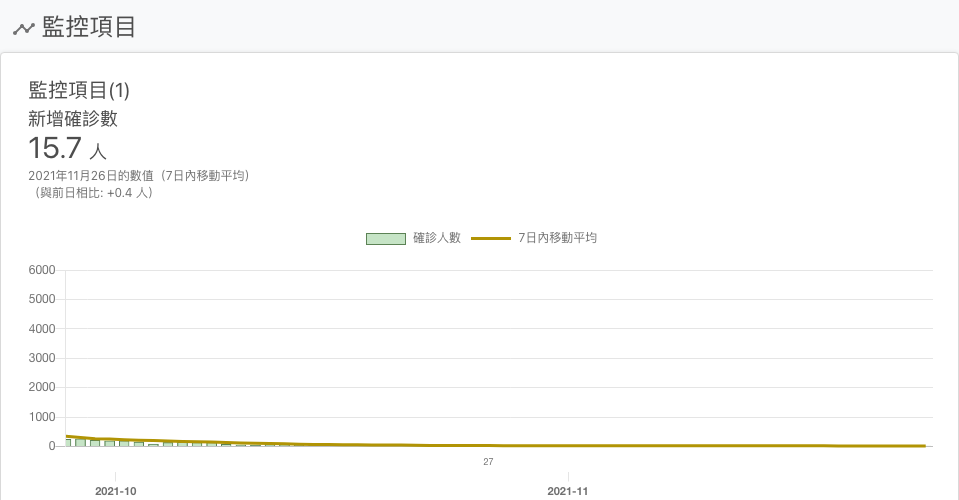 監控項目
監控項目(1)
新增確診數
15.7 人
2021年11月26日的數值（7日內移動平均）
（與前日相比: +0.4 人）
確診人數 7日內移動平均
6000
5000
4000
3000
2000
1000
0
27
2021-10 2021-11